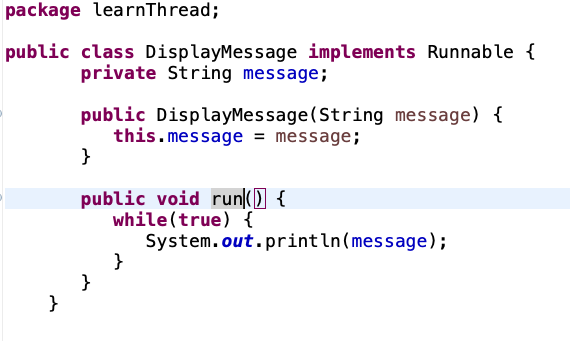 package learnThread;
public class DisplayMessage implements Runnable {
private String message;
public DisplayMessage(String message) {
this.message = message;
}
public void run() {
while(true) {
System.out.println(message);
}
}
}